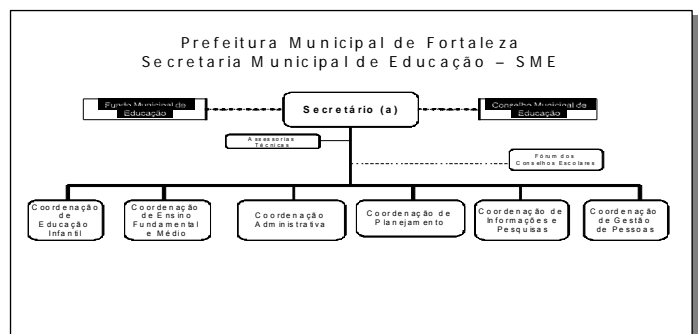 Prefeitura Municipal de Fortaleza
Secretaria Municipal de Educação – SME
Fundo Municipal de
Educação
Secretário (a)
Conselho Municipal de
Educação
Assessorias
Técnicas
Fórum dos
Conselhos Escolares
Coordenação
de
Educação
Infantil
Coordenação
de Ensino
Fundamental
e Médio
Coordenação
Administrativa
Coordenação de
Planejamento
Coordenação de
Informações e
Pesquisas
Coordenação
de Gestão
de Pessoas